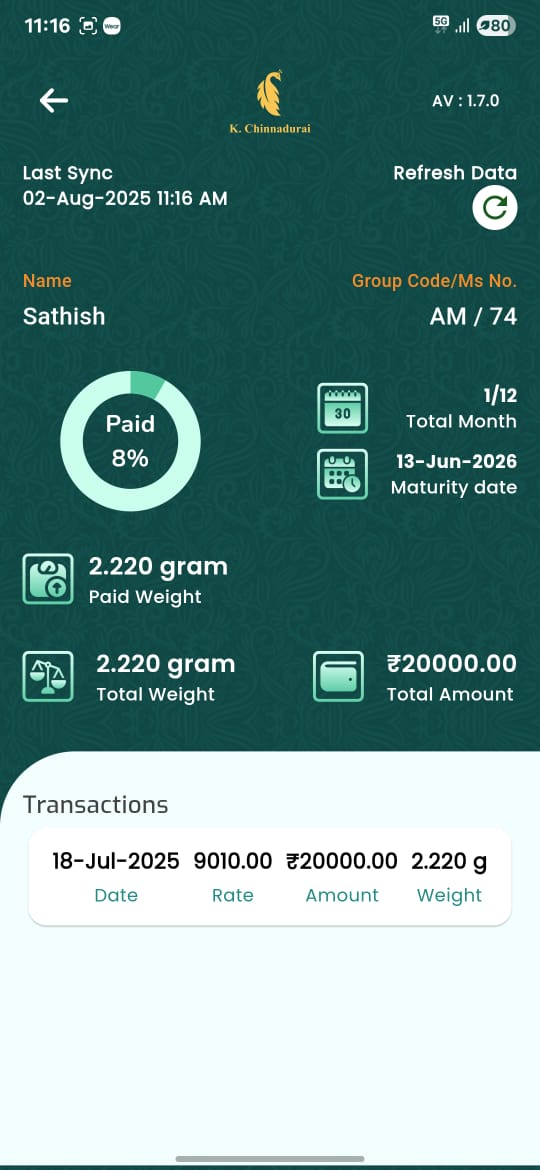 11:16 Wear 5G 80
K. Chinnadurai
AV : 1.7.0
Last Sync
02-Aug-2025 11:16 AM
Refresh Data
Name
Sathish
Group Code/Ms No.
AM / 74
Paid
8%
30
1/12
Total Month
13-Jun-2026
Maturity date
2.220 gram
Paid Weight
2.220 gram
Total Weight
₹20000.00
Total Amount
Transactions
18-Jul-2025 9010.00 ₹20000.00 2.220 g
Date Rate Amount Weight